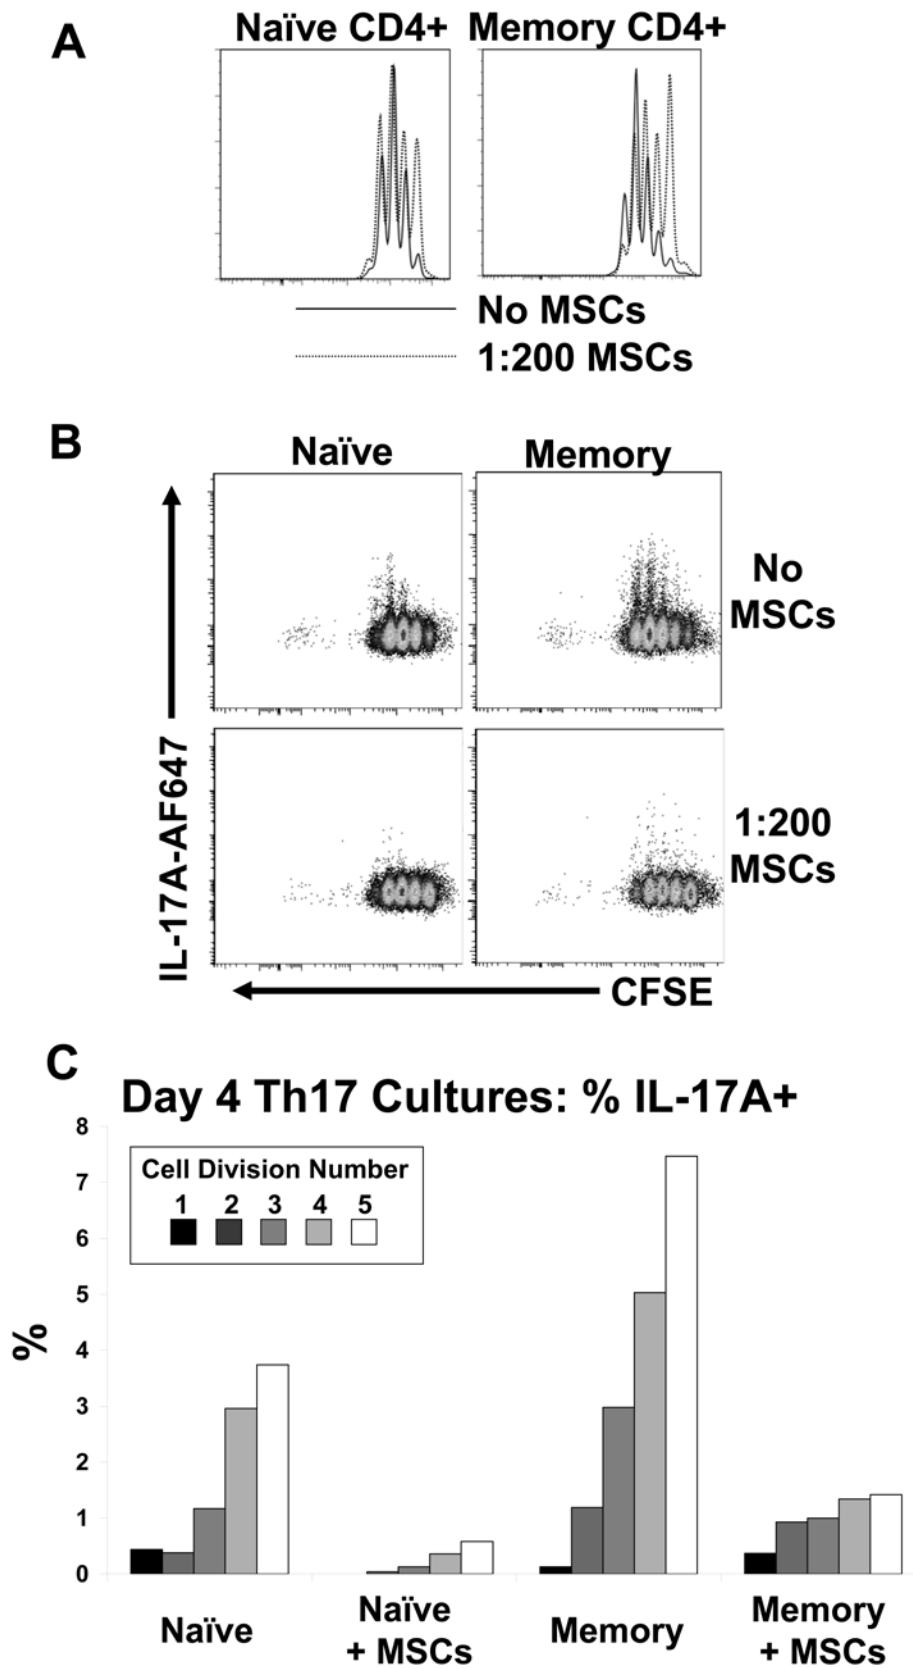 A
Naïve CD4+ Memory CD4+
No MSCs
1:200 MSCs
B
Naïve Memory
No
MSCs
1:200
MSCs
IL-17A-AF647
CFSE
C
Day 4 Th17 Cultures: % IL-17A+
Cell Division Number
1 2 3 4 5
%
8
7
6
5
4
3
2
1
0
Naïve
Naïve
+ MSCs
Memory
Memory
+ MSCs